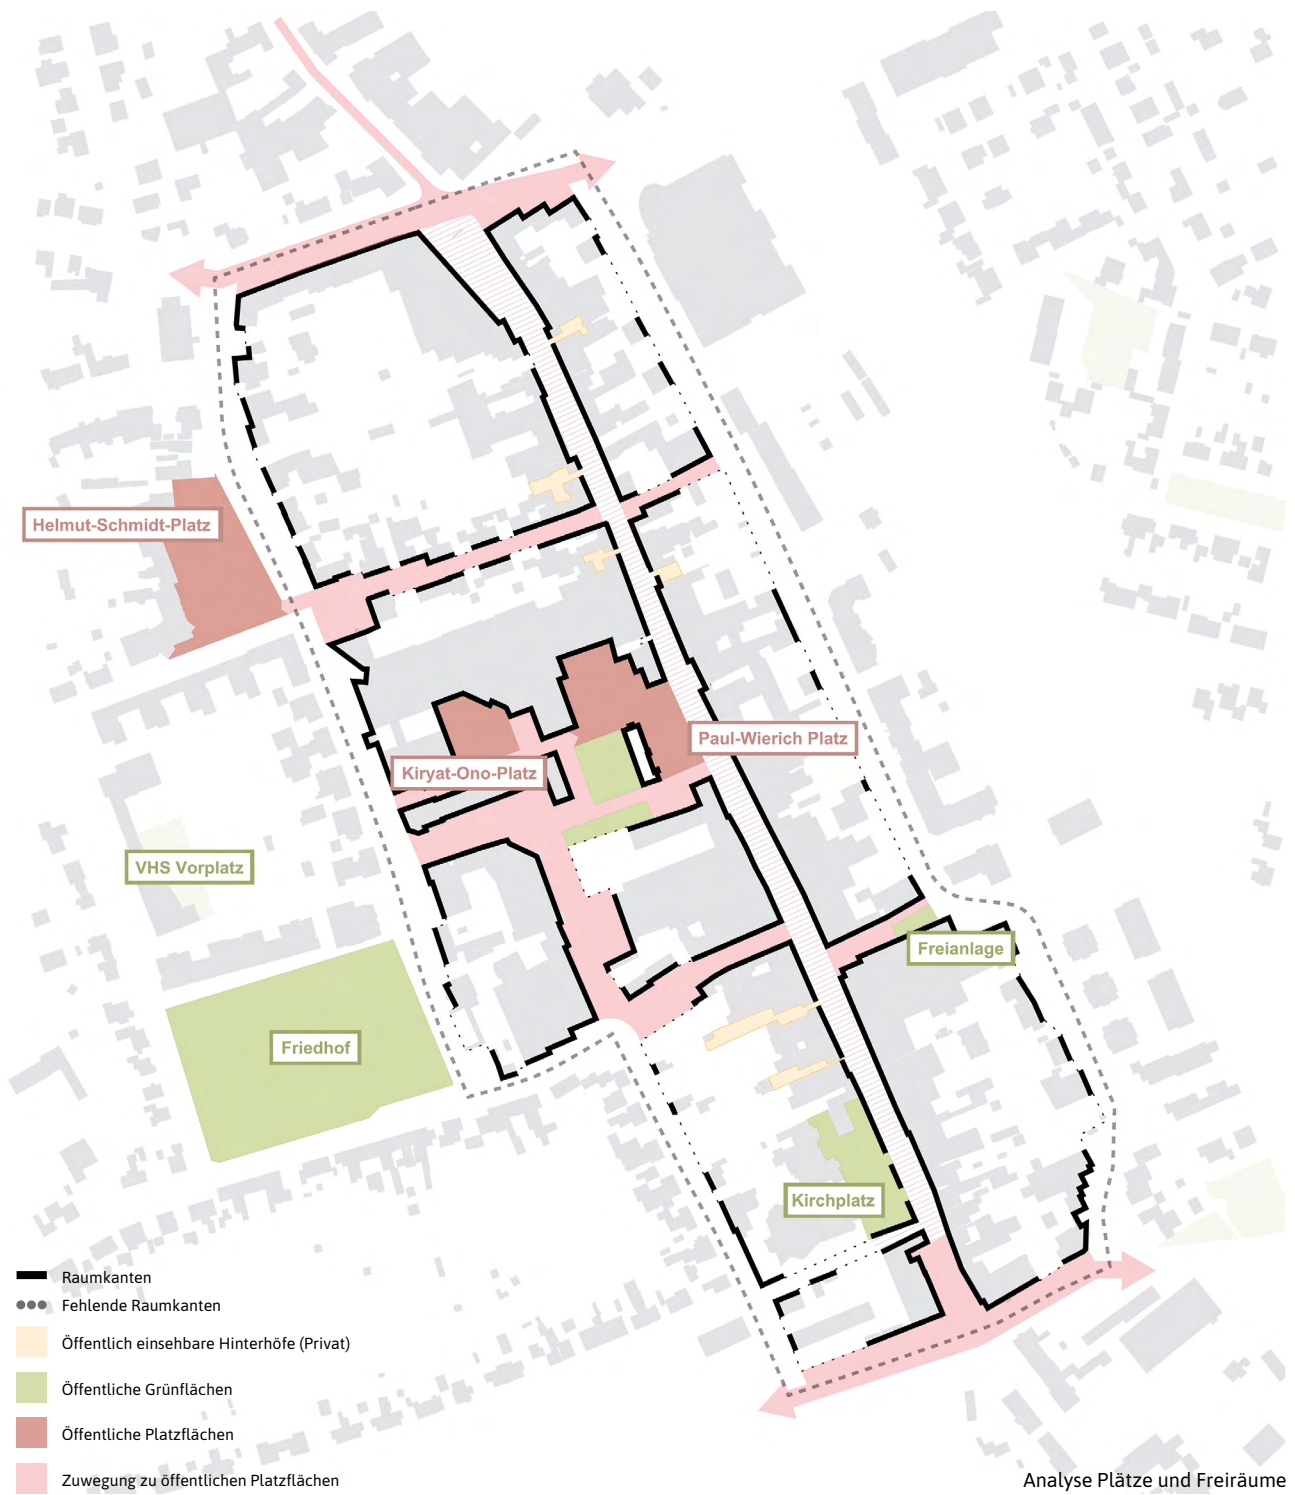 Helmut-Schmidt-Platz
Paul-Wierich Platz
Kiryat-Ono-Platz
VHS Vorplatz
Freianlage
Friedhof
Kirchplatz
Raumkanten
Fehlende Raumkanten
Öffentlich einsehbare Hinterhöfe (Privat)
Öffentliche Grünflächen
Öffentliche Platzflächen
Zuwegung zu öffentlichen Platzflächen
Analyse Plätze und Freiräume